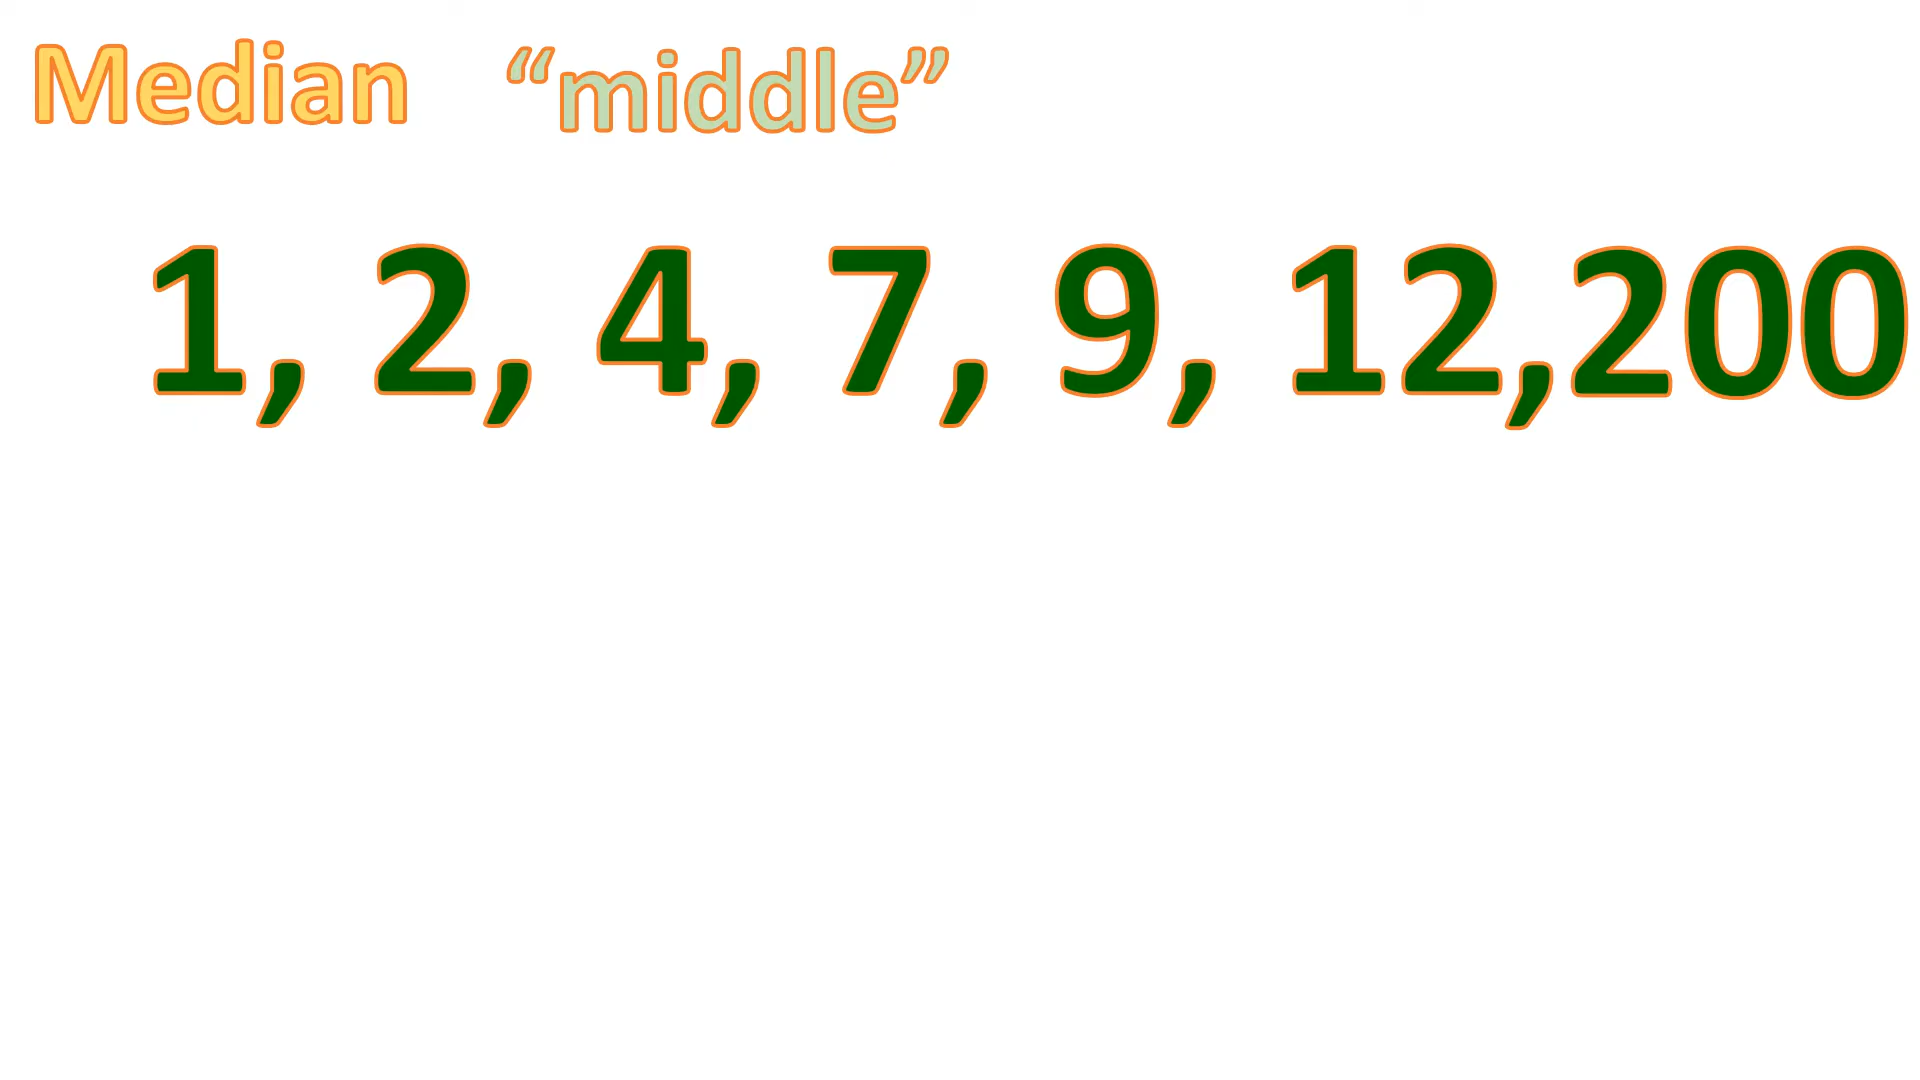 Median “middle”
1, 2, 4, 7, 9, 12,200